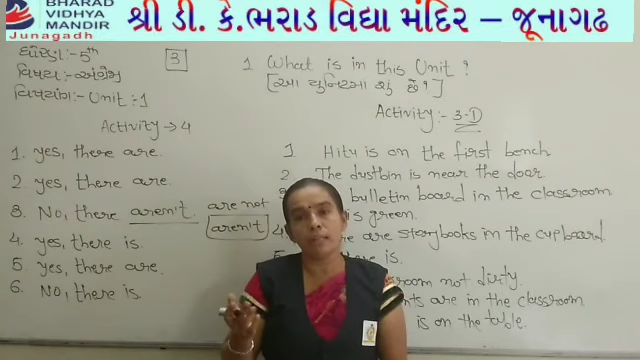 BHARAD
VIDHYA
MANDIR
Junagadh
શ્રી ડી. કે.ભરાડ વિદ્યા મંદિર – જૂનાગઢ
ધોરણ :- 5th
વિષય :- અંગ્રેજી
વિષયાંગ :- Unit :- 1
3
Activity → 4
1. yes, there are.
2. yes, there are.
3. No, there aren't.
are not
aren't
4. yes, there is.
5. yes, there are.
6. No, there is
1 What is in this Unit ?
[આ યુનિટમાં શું છે ?]
Activity :- 3-D
1 Hitu is on the first bench
2 The dustbin is near the door.
bulletin board in the classroom
is green.
are storybooks in the cupboard.
is.
room not dirty.
are in the classroom
is on the table.